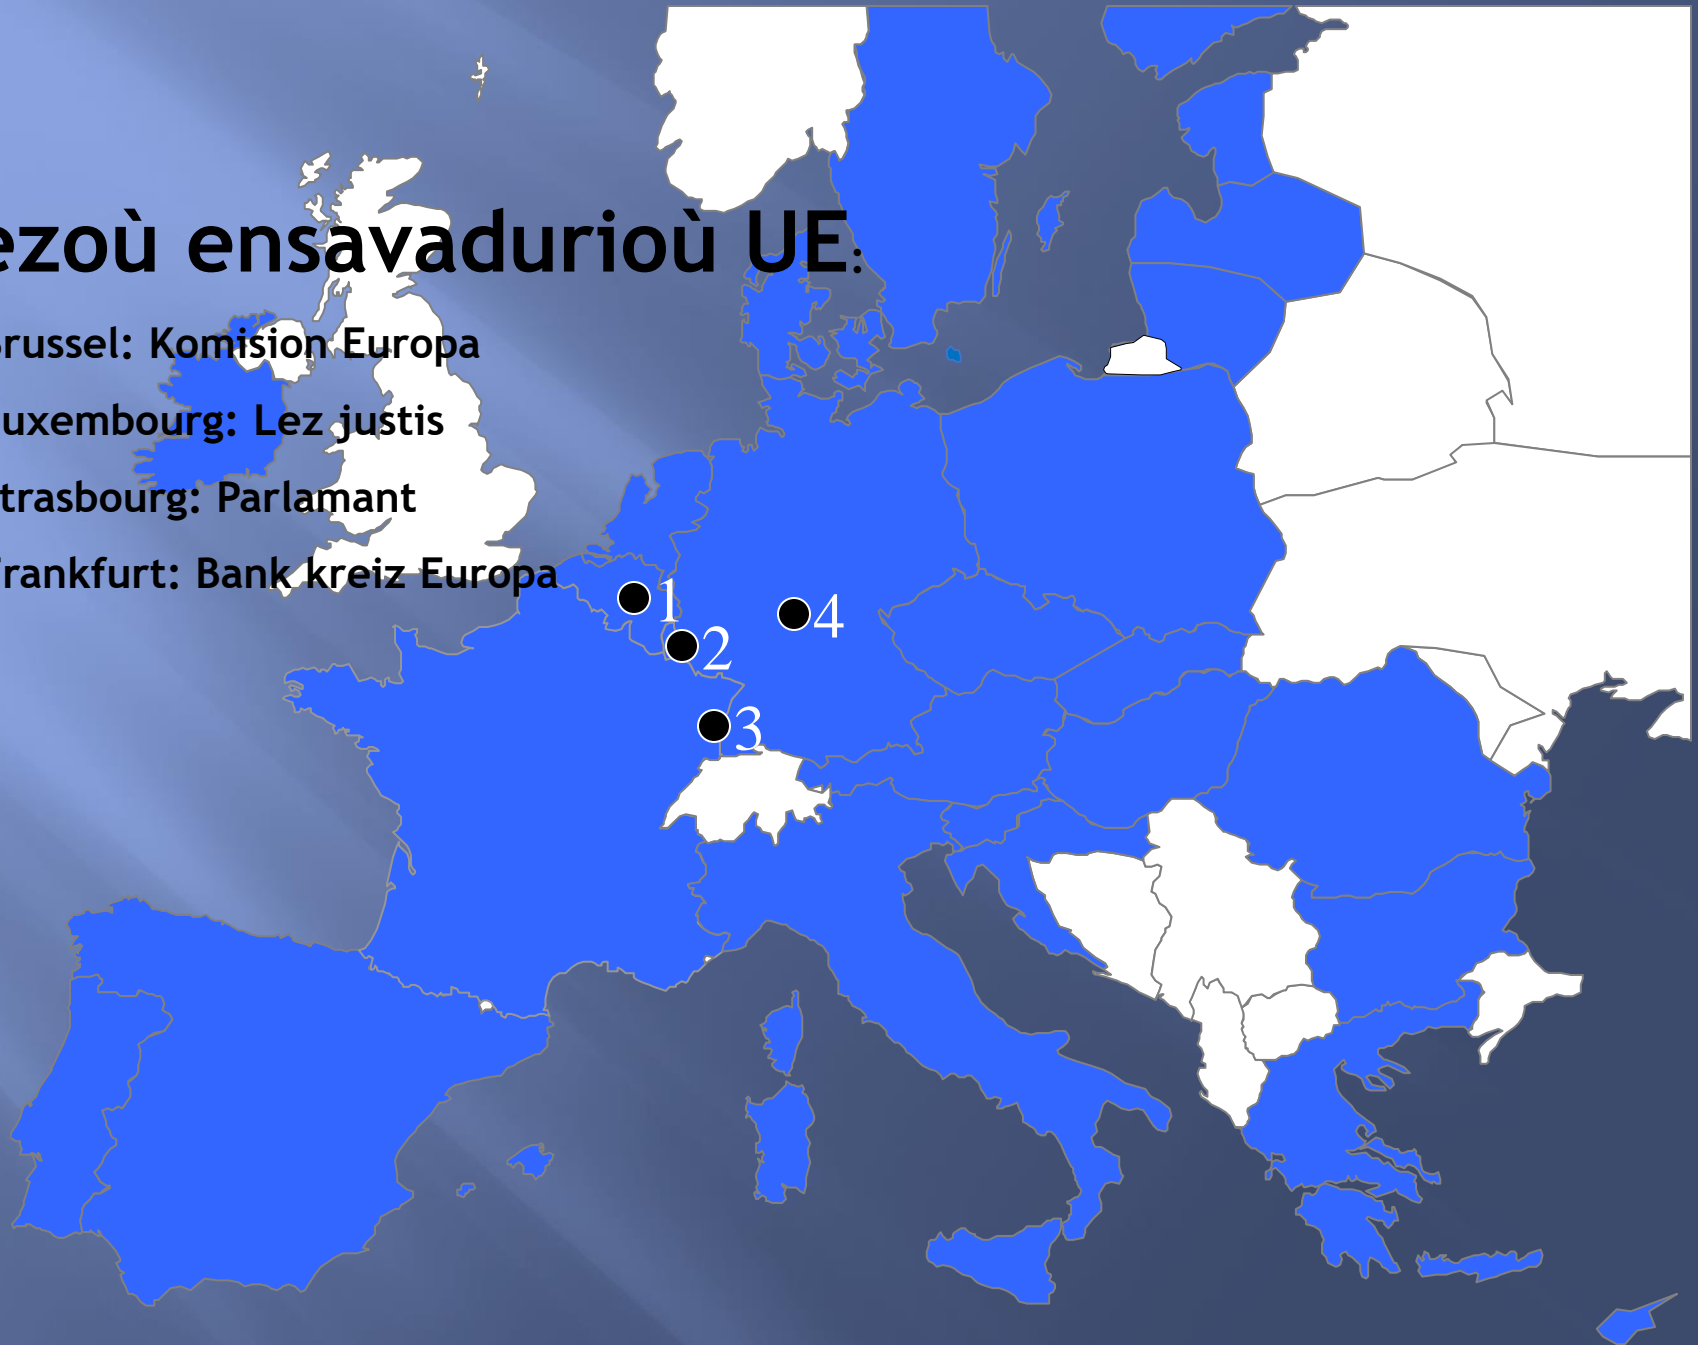 ezoù ensavadurioù UE:
russel: Komision Europa
uxembourg: Lez justis
trasbourg: Parlamant
rankfurt: Bank kreiz Europa
1
4
2
3